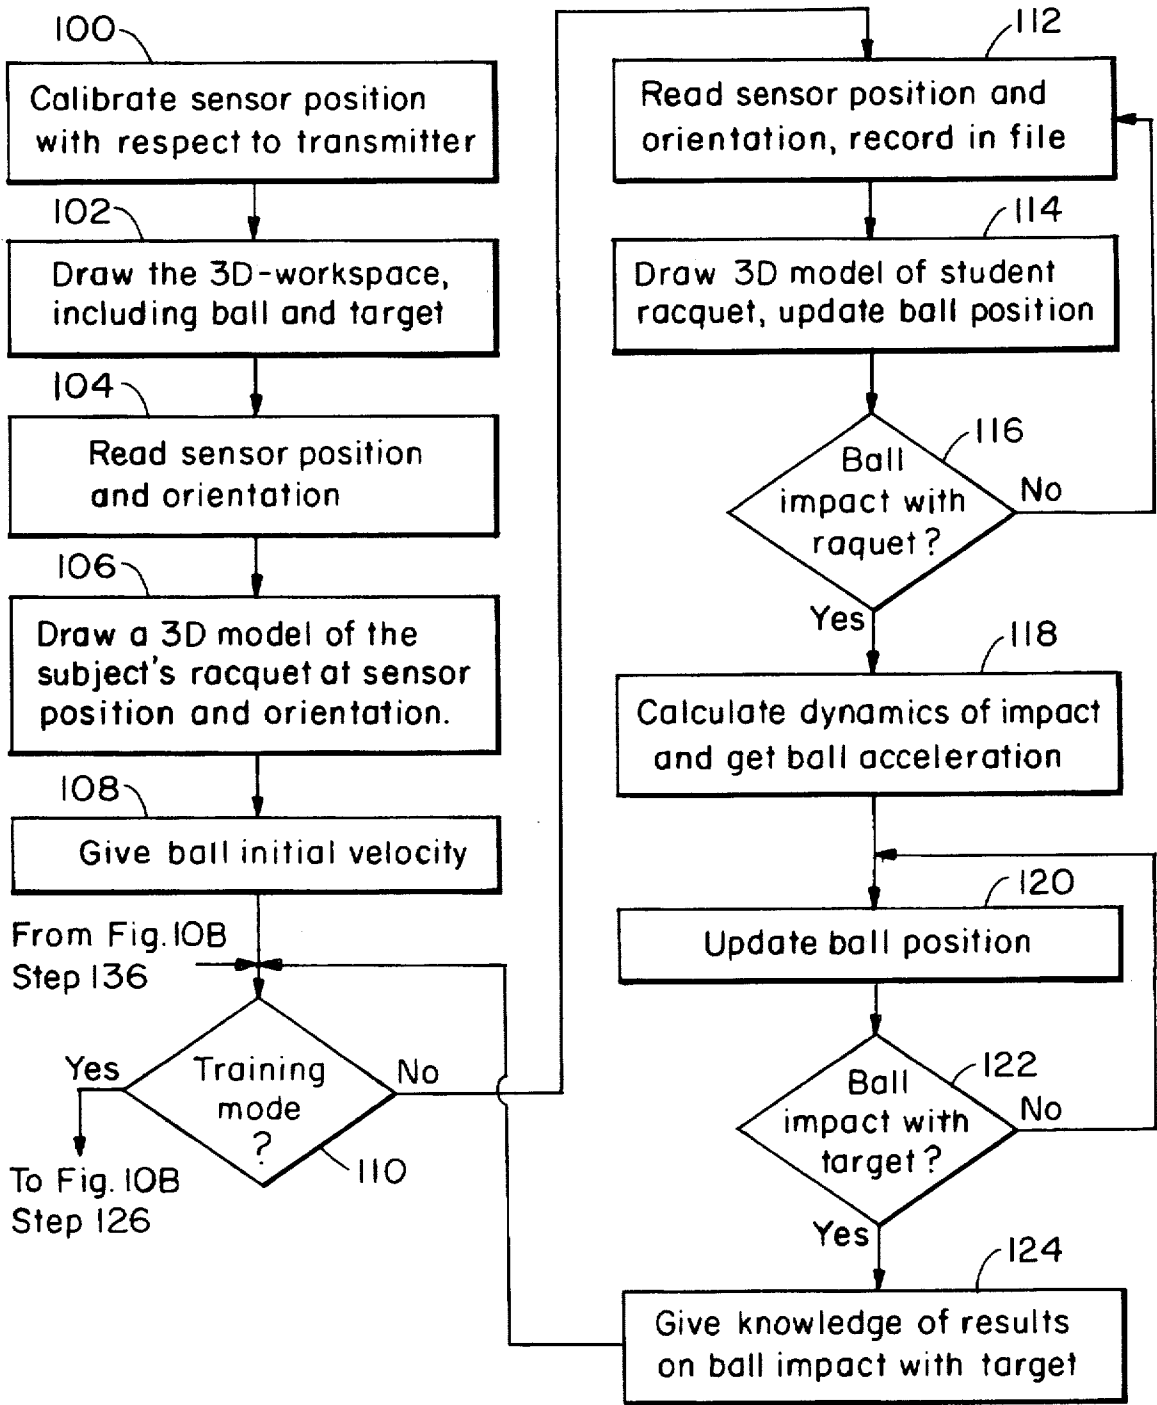 100
Calibrate sensor position
with respect to transmitter
102
Draw the 3D-workspace,
including ball and target
104
Read sensor position
and orientation
106
Draw a 3D model of the
subject's racquet at sensor
position and orientation.
108
Give ball initial velocity
From Fig. 10B
Step 136
Yes
Training
mode
?
No
110
To Fig. 10B
Step 126
112
Read sensor position and
orientation, record in file
114
Draw 3D model of student
racquet, update ball position
116
Ball
impact with
raquet?
No
Yes
118
Calculate dynamics of impact
and get ball acceleration
120
Update ball position
122
Ball
impact with
target?
No
Yes
124
Give knowledge of results
on ball impact with target